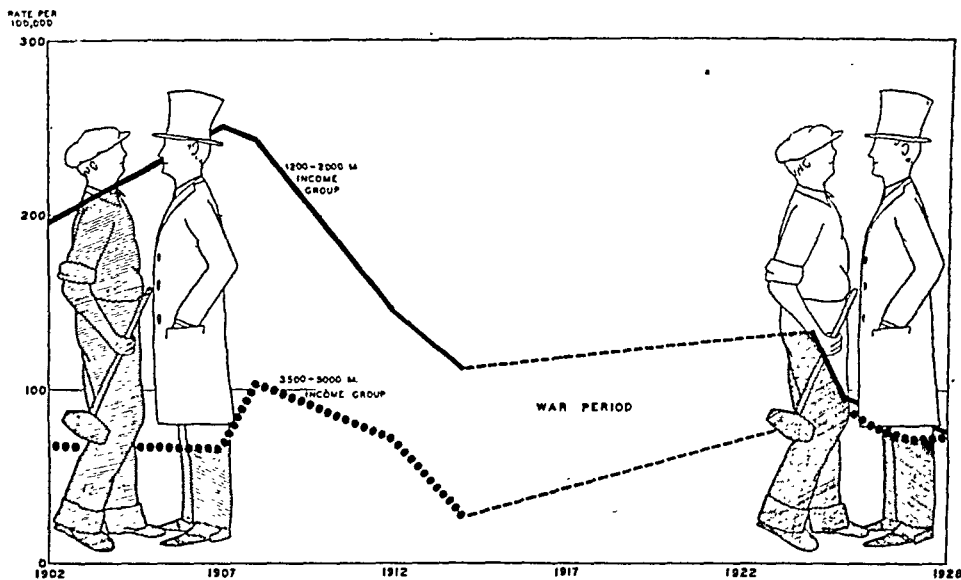 RATE PER
100,000
300
200
100
0
1200-2000 M.
INCOME
GROUP
3500-5000 M.
INCOME GROUP
WAR PERIOD
1902
1907
1912
1917
1922
1928